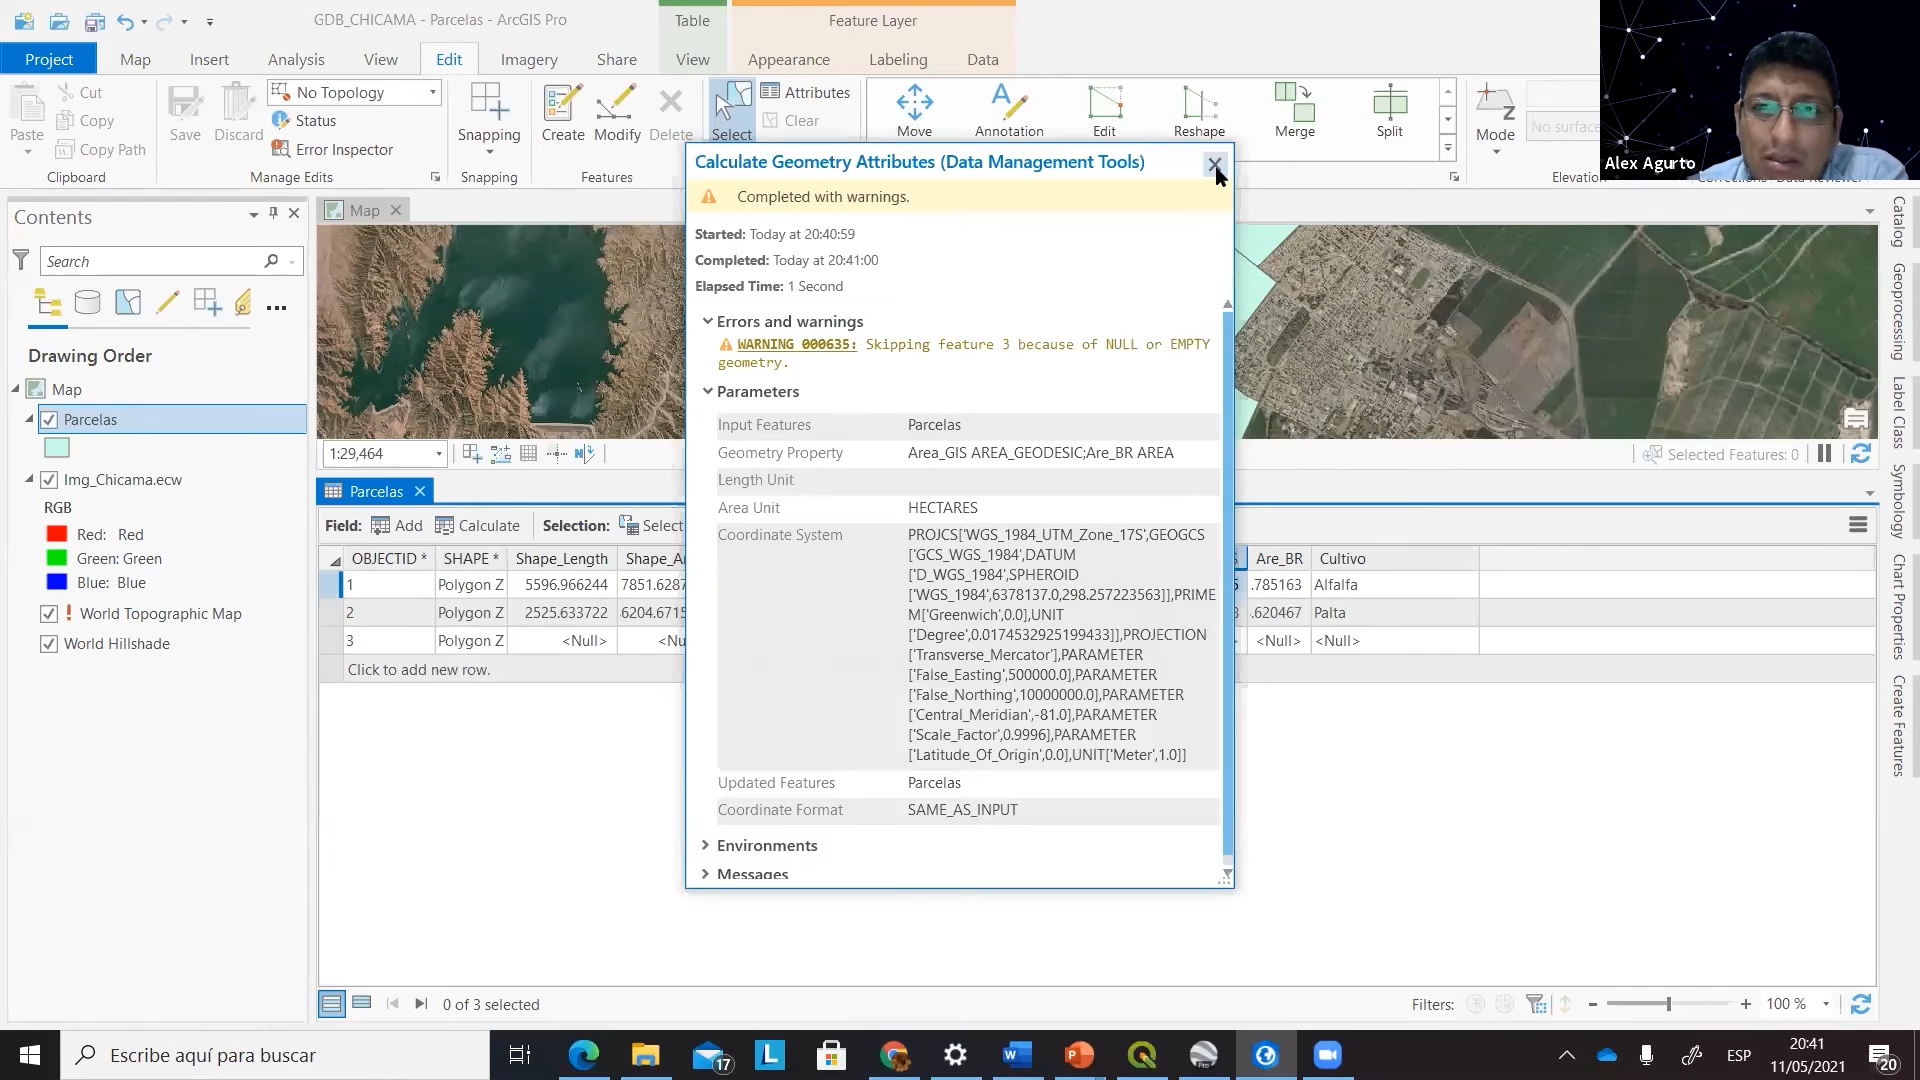 GDB_CHICAMA - Parcelas - ArcGIS Pro
Table
Feature Layer
Project
Map
Insert
Analysis
View
Edit
Imagery
Share
View
Appearance
Labeling
Data
Paste
Cut
Copy
Copy Path
Clipboard
Save
Discard
No Topology
Status
Error Inspector
Manage Edits
Snapping
Snapping
Create
Modify
Delete
Features
Select
Attributes
Clear
Move
Annotation
Edit
Reshape
Merge
Split
Mode
No surface
Elevation
Alex Agurto
Contents
Search
Drawing Order
Map
Parcelas
Img_Chicama.ecw
RGB
Red: Red
Green: Green
Blue: Blue
World Topographic Map
World Hillshade
Map
1:29,464
Selected Features: 0
Calculate Geometry Attributes (Data Management Tools)
Completed with warnings.
Started: Today at 20:40:59
Completed: Today at 20:41:00
Elapsed Time: 1 Second
Errors and warnings
WARNING 000635: Skipping feature 3 because of NULL or EMPTY
geometry.
Parameters
Input Features Parcelas
Geometry Property Area_GIS AREA_GEODESIC;Are_BR AREA
Length Unit
Area Unit HECTARES
Coordinate System PROJCS['WGS_1984_UTM_Zone_17S',GEOGCS
['GCS_WGS_1984',DATUM
['D_WGS_1984',SPHEROID
['WGS_1984',6378137.0,298.257223563]],PRIME
M['Greenwich',0.0],UNIT
['Degree',0.0174532925199433]],PROJECTION
['Transverse_Mercator'],PARAMETER
['False_Easting',500000.0],PARAMETER
['False_Northing',10000000.0],PARAMETER
['Central_Meridian',-81.0],PARAMETER
['Scale_Factor',0.9996],PARAMETER
['Latitude_Of_Origin',0.0],UNIT['Meter',1.0]]
Updated Features Parcelas
Coordinate Format SAME_AS_INPUT
Environments
Messages
Parcelas
Field: Add Calculate Selection: Select
OBJECTID * SHAPE * Shape_Length Shape_Ar Are_BR Cultivo
1 Polygon Z 5596.966244 7851.6287 .785163 Alfalfa
2 Polygon Z 2525.633722 6204.6715 .620467 Palta
3 Polygon Z <Null> <Nu <Null> <Null>
Click to add new row.
0 of 3 selected
Filters:
100 %
Catalog
Geoprocessing
Label Class
Symbology
Chart Properties
Create Features
Escribe aquí para buscar
17
ESP
20:41
11/05/2021
20